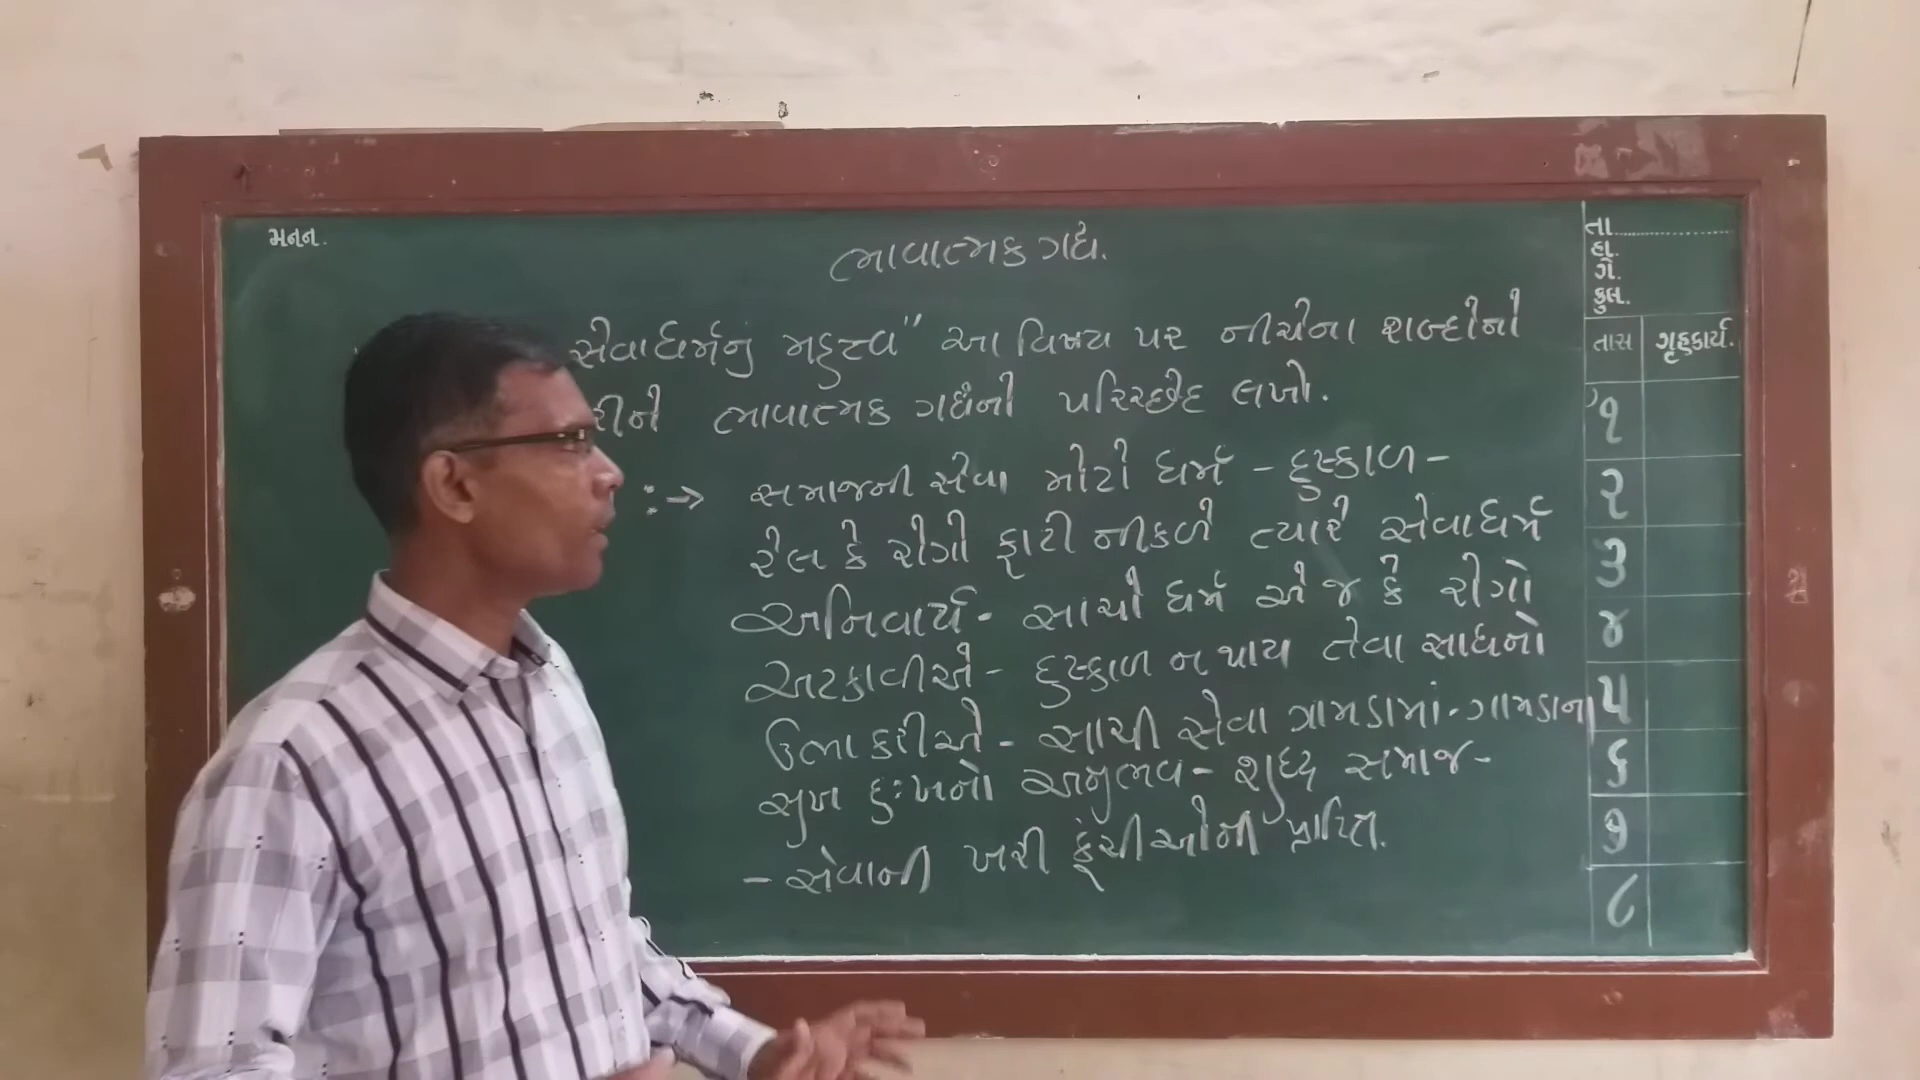 મનન.
ભાવાત્મક ગદ્ય.
સેવાધર્મનું મહત્ત્વ" આ વિષય પર નીચેના શબ્દોનો
રીને ભાવાત્મક ગદ્યનો પરિચ્છેદ લખો.
:→ સમાજની સેવા મોટો ધર્મ – દુષ્કાળ –
રેલ કે રોગો ફાટી નીકળે ત્યારે સેવાધર્મ
અનિવાર્ય - સાચો ધર્મ એ જ કે રોગો
અટકાવીએ - દુષ્કાળ ન થાય તેવા સાધનો
ઉભા કરીએ - સાચી સેવા ગામડામાં - ગામડાના
સુખ દુઃખનો અનુભવ - શુદ્ધ સમાજ -
- સેવાની ખરી કૂંચીઓની પ્રાપ્તિ.
તા..................
હા.
ગે.
કુલ.
તાસ ગૃહકાર્ય.
૧
૨
૩
૪
૫
૬
૭
૮